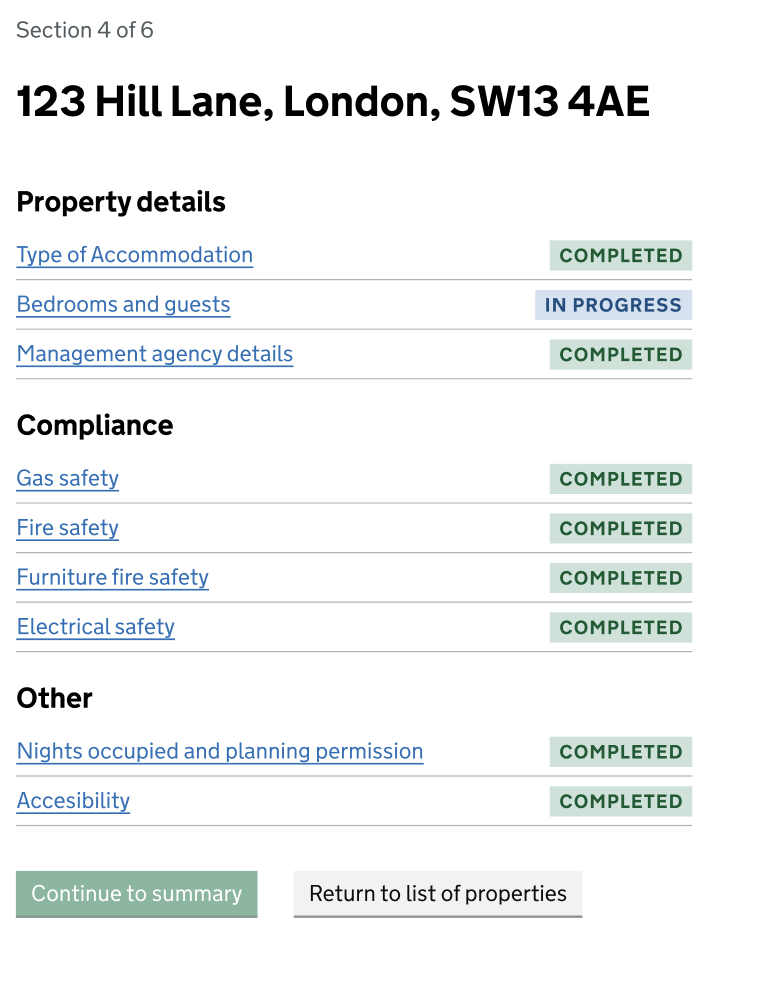 Section 4 of 6
123 Hill Lane, London, SW13 4AE
Property details
Type of Accommodation COMPLETED
Bedrooms and guests IN PROGRESS
Management agency details COMPLETED
Compliance
Gas safety COMPLETED
Fire safety COMPLETED
Furniture fire safety COMPLETED
Electrical safety COMPLETED
Other
Nights occupied and planning permission COMPLETED
Accesibility COMPLETED
Continue to summary Return to list of properties